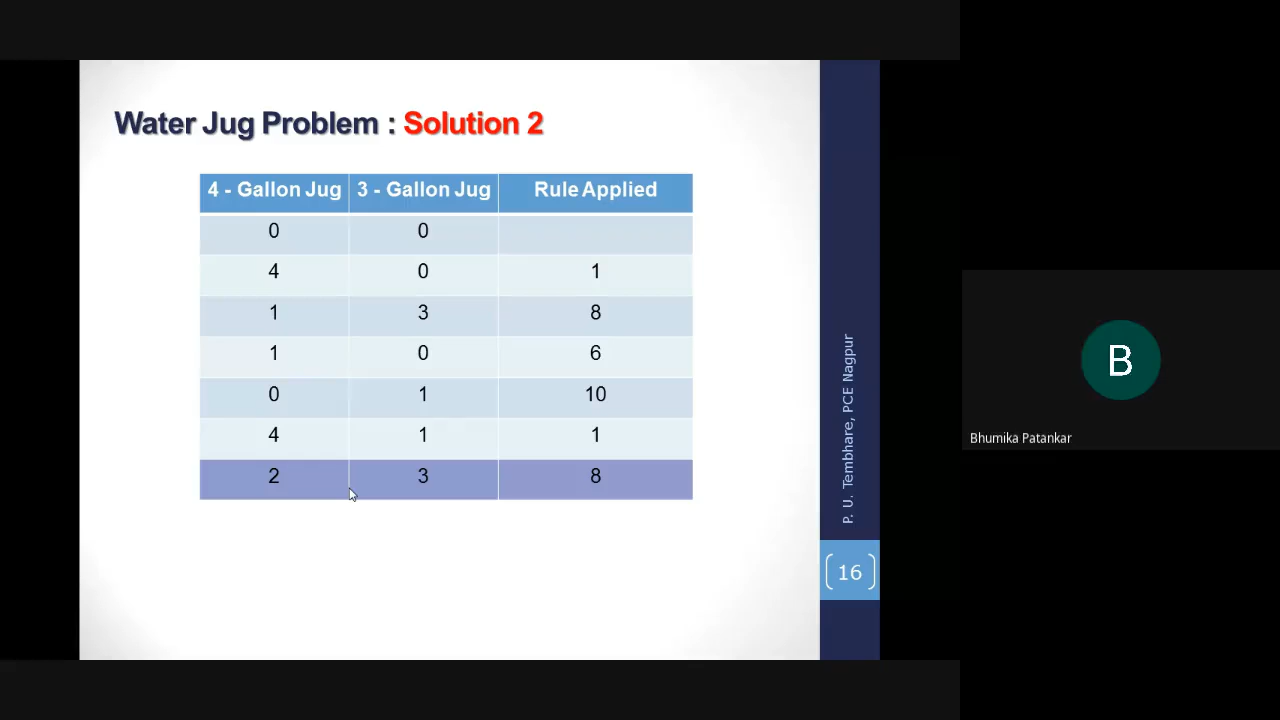 Water Jug Problem : Solution 2
4 - Gallon Jug 3 - Gallon Jug Rule Applied
0 0
4 0 1
1 3 8
1 0 6
0 1 10
4 1 1
2 3 8
P. U. Tembhare, PCE Nagpur
16
B
Bhumika Patankar